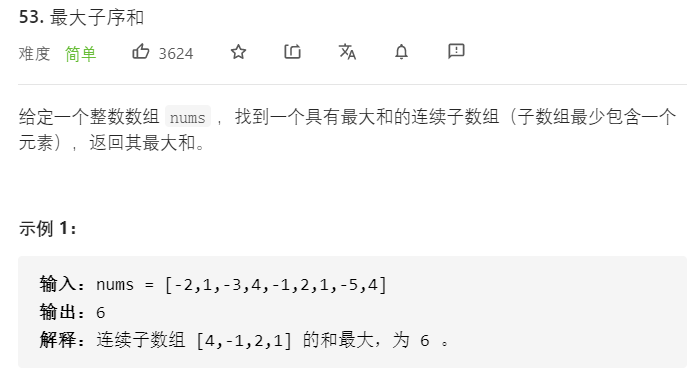 53. 最大子序和
难度 简单 3624
给定一个整数数组 nums ，找到一个具有最大和的连续子数组（子数组最少包含一个
元素），返回其最大和。
示例 1：
输入：nums = [-2,1,-3,4,-1,2,1,-5,4]
输出：6
解释：连续子数组 [4,-1,2,1] 的和最大，为 6 。